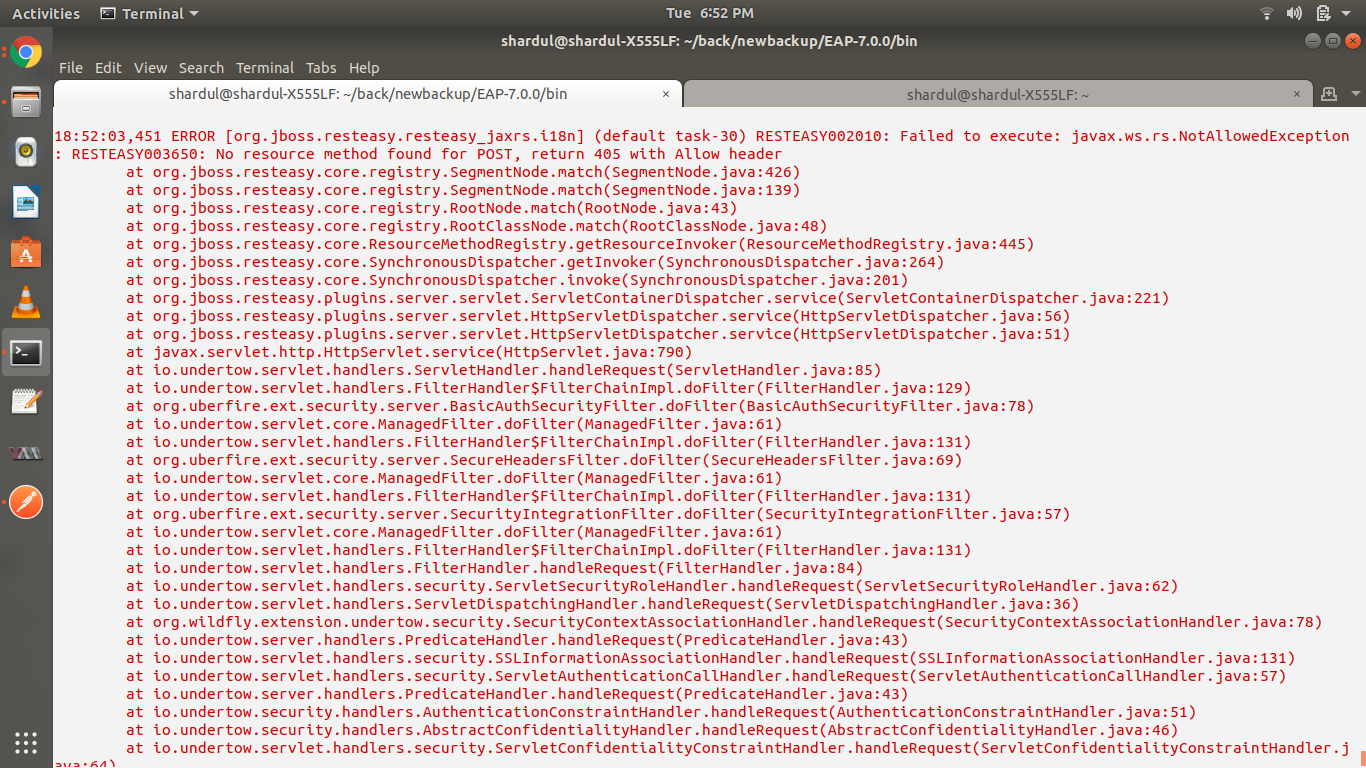 Activities
Terminal
Tue 6:52 PM
shardul@shardul-X555LF: ~/back/newbackup/EAP-7.0.0/bin
File Edit View Search Terminal Tabs Help
shardul@shardul-X555LF: ~/back/newbackup/EAP-7.0.0/bin ×
shardul@shardul-X555LF: ~ ×
18:52:03,451 ERROR [org.jboss.resteasy.resteasy_jaxrs.i18n] (default task-30) RESTEASY002010: Failed to execute: javax.ws.rs.NotAllowedException
: RESTEASY003650: No resource method found for POST, return 405 with Allow header
at org.jboss.resteasy.core.registry.SegmentNode.match(SegmentNode.java:426)
at org.jboss.resteasy.core.registry.SegmentNode.match(SegmentNode.java:139)
at org.jboss.resteasy.core.registry.RootNode.match(RootNode.java:43)
at org.jboss.resteasy.core.registry.RootClassNode.match(RootClassNode.java:48)
at org.jboss.resteasy.core.ResourceMethodRegistry.getResourceInvoker(ResourceMethodRegistry.java:445)
at org.jboss.resteasy.core.SynchronousDispatcher.getInvoker(SynchronousDispatcher.java:264)
at org.jboss.resteasy.core.SynchronousDispatcher.invoke(SynchronousDispatcher.java:201)
at org.jboss.resteasy.plugins.server.servlet.ServletContainerDispatcher.service(ServletContainerDispatcher.java:221)
at org.jboss.resteasy.plugins.server.servlet.HttpServletDispatcher.service(HttpServletDispatcher.java:56)
at org.jboss.resteasy.plugins.server.servlet.HttpServletDispatcher.service(HttpServletDispatcher.java:51)
at javax.servlet.http.HttpServlet.service(HttpServlet.java:790)
at io.undertow.servlet.handlers.ServletHandler.handleRequest(ServletHandler.java:85)
at io.undertow.servlet.handlers.FilterHandler$FilterChainImpl.doFilter(FilterHandler.java:129)
at org.uberfire.ext.security.server.BasicAuthSecurityFilter.doFilter(BasicAuthSecurityFilter.java:78)
at io.undertow.servlet.core.ManagedFilter.doFilter(ManagedFilter.java:61)
at io.undertow.servlet.handlers.FilterHandler$FilterChainImpl.doFilter(FilterHandler.java:131)
at org.uberfire.ext.security.server.SecureHeadersFilter.doFilter(SecureHeadersFilter.java:69)
at io.undertow.servlet.core.ManagedFilter.doFilter(ManagedFilter.java:61)
at io.undertow.servlet.handlers.FilterHandler$FilterChainImpl.doFilter(FilterHandler.java:131)
at org.uberfire.ext.security.server.SecurityIntegrationFilter.doFilter(SecurityIntegrationFilter.java:57)
at io.undertow.servlet.core.ManagedFilter.doFilter(ManagedFilter.java:61)
at io.undertow.servlet.handlers.FilterHandler$FilterChainImpl.doFilter(FilterHandler.java:131)
at io.undertow.servlet.handlers.FilterHandler.handleRequest(FilterHandler.java:84)
at io.undertow.servlet.handlers.security.ServletSecurityRoleHandler.handleRequest(ServletSecurityRoleHandler.java:62)
at io.undertow.servlet.handlers.ServletDispatchingHandler.handleRequest(ServletDispatchingHandler.java:36)
at org.wildfly.extension.undertow.security.SecurityContextAssociationHandler.handleRequest(SecurityContextAssociationHandler.java:78)
at io.undertow.server.handlers.PredicateHandler.handleRequest(PredicateHandler.java:43)
at io.undertow.servlet.handlers.security.SSLInformationAssociationHandler.handleRequest(SSLInformationAssociationHandler.java:131)
at io.undertow.servlet.handlers.security.ServletAuthenticationCallHandler.handleRequest(ServletAuthenticationCallHandler.java:57)
at io.undertow.server.handlers.PredicateHandler.handleRequest(PredicateHandler.java:43)
at io.undertow.security.handlers.AuthenticationConstraintHandler.handleRequest(AuthenticationConstraintHandler.java:51)
at io.undertow.security.handlers.AbstractConfidentialityHandler.handleRequest(AbstractConfidentialityHandler.java:46)
at io.undertow.servlet.handlers.security.ServletConfidentialityConstraintHandler.handleRequest(ServletConfidentialityConstraintHandler.j
ava:64)